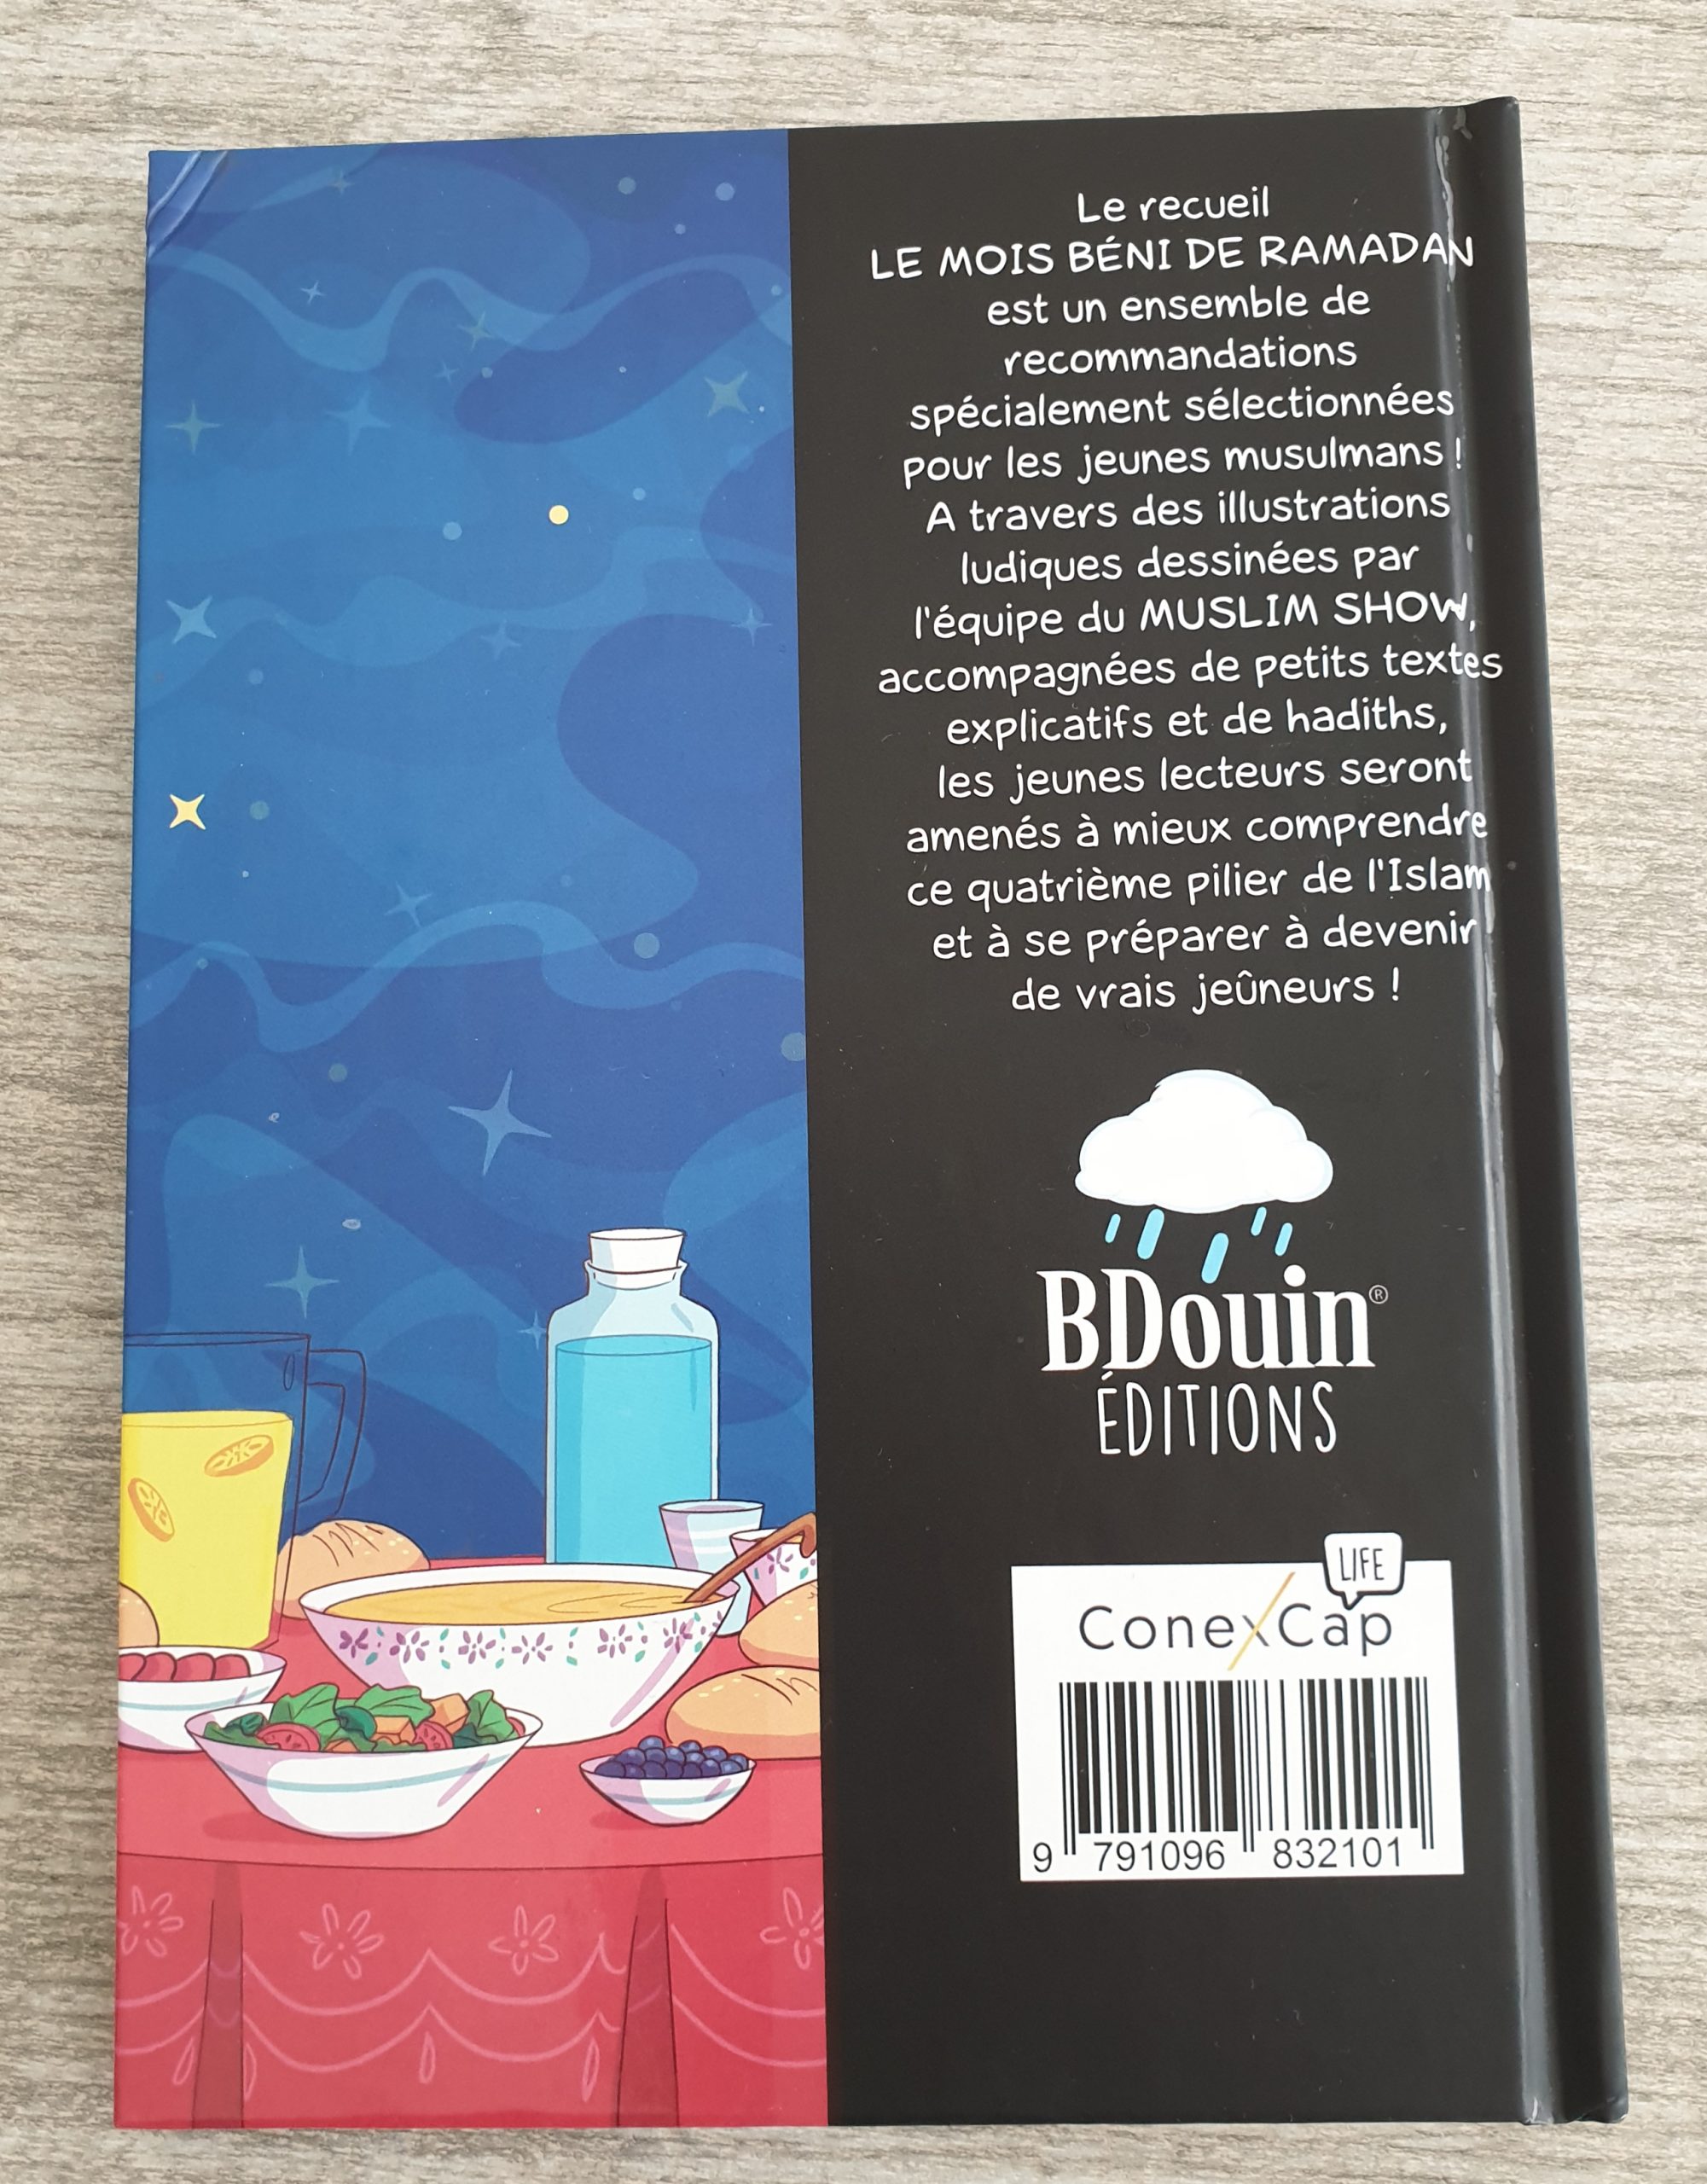 Le recueil
LE MOIS BÉNI DE RAMADAN
est un ensemble de
recommandations
spécialement sélectionnées
pour les jeunes musulmans !
A travers des illustrations
ludiques dessinées par
l'équipe du MUSLIM SHOW,
accompagnées de petits textes
explicatifs et de hadiths,
les jeunes lecteurs seront
amenés à mieux comprendre
ce quatrième pilier de l'Islam
et à se préparer à devenir
de vrais jeûneurs !
BDouin®
ÉDITIONS
LIFE
ConexCap
9 791096 832101